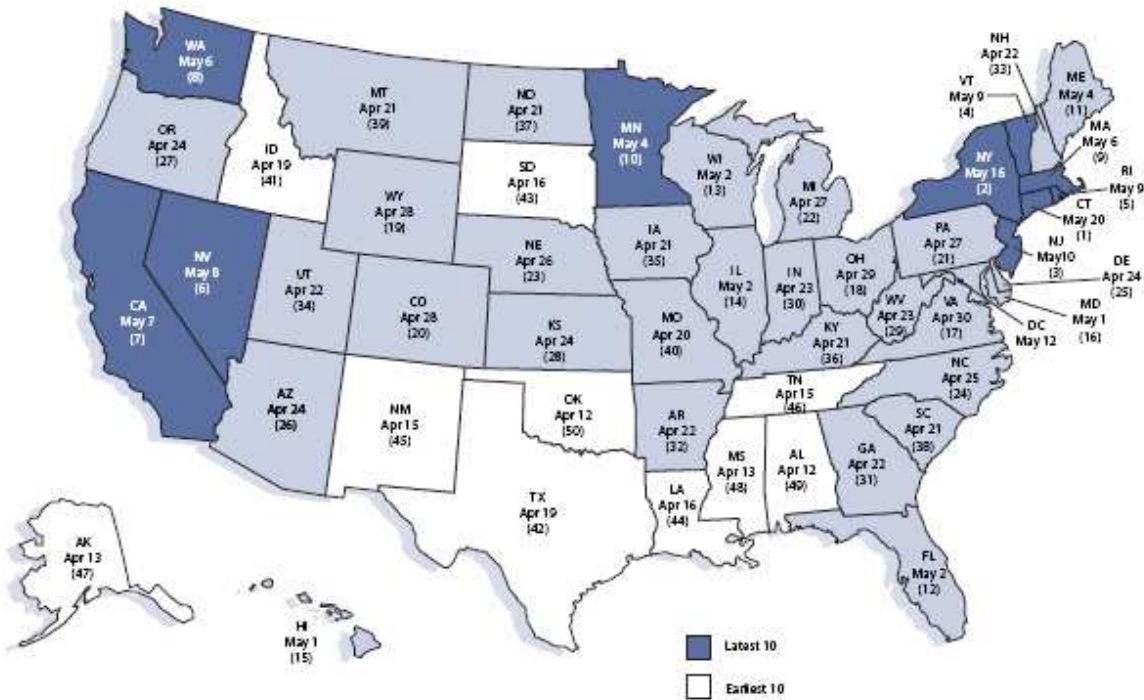 WA
May 6
(8)
OR
Apr 24
(27)
CA
May 7
(7)
NV
May 8
(6)
ID
Apr 19
(41)
MT
Apr 21
(39)
WY
Apr 28
(19)
UT
Apr 22
(34)
AZ
Apr 24
(26)
CO
Apr 28
(20)
NM
Apr 15
(45)
ND
Apr 21
(37)
SD
Apr 16
(43)
NE
Apr 26
(23)
KS
Apr 24
(28)
OK
Apr 12
(50)
TX
Apr 19
(42)
MN
May 4
(10)
IA
Apr 21
(35)
MO
Apr 20
(40)
AR
Apr 22
(32)
LA
Apr 16
(44)
WI
May 2
(13)
IL
May 2
(14)
MI
Apr 27
(22)
IN
Apr 23
(30)
OH
Apr 29
(18)
KY
Apr 21
(36)
TN
Apr 15
(46)
MS
Apr 13
(48)
AL
Apr 12
(49)
GA
Apr 22
(31)
FL
May 2
(12)
SC
Apr 21
(38)
NC
Apr 25
(24)
VA
Apr 30
(17)
WV
Apr 23
(29)
PA
Apr 27
(21)
NY
May 16
(2)
VT
May 9
(4)
NH
Apr 22
(33)
ME
May 4
(11)
MA
May 6
(9)
RI
May 9
(5)
CT
May 20
(1)
NJ
May10
(3)
DE
Apr 24
(25)
MD
May 1
(16)
DC
May 12
AK
Apr 13
(47)
HI
May 1
(15)
Latest 10
Earliest 10